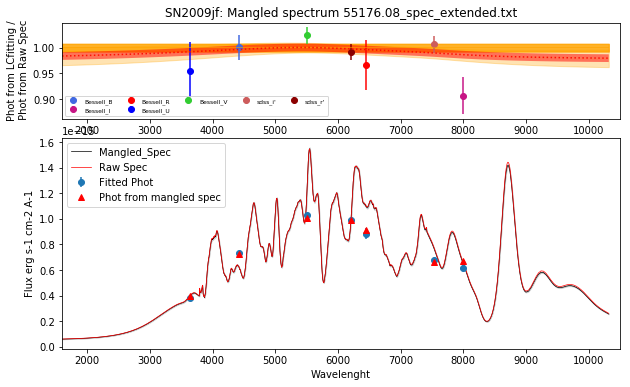 SN2009jf: Mangled spectrum 55176.08_spec_extended.txt
Phot from LCfitting /
Phot from Raw Spec
1.00
0.95
0.90
Bessell_B
Bessell_I
Bessell_R
Bessell_U
Bessell_V
sdss_i'
sdss_r'
2000 3000 4000 5000 6000 7000 8000 9000 10000
1e−15
Flux erg s-1 cm-2 A-1
1.6
1.4
1.2
1.0
0.8
0.6
0.4
0.2
0.0
Mangled_Spec
Raw Spec
Fitted Phot
Phot from mangled spec
2000 3000 4000 5000 6000 7000 8000 9000 10000
Wavelenght